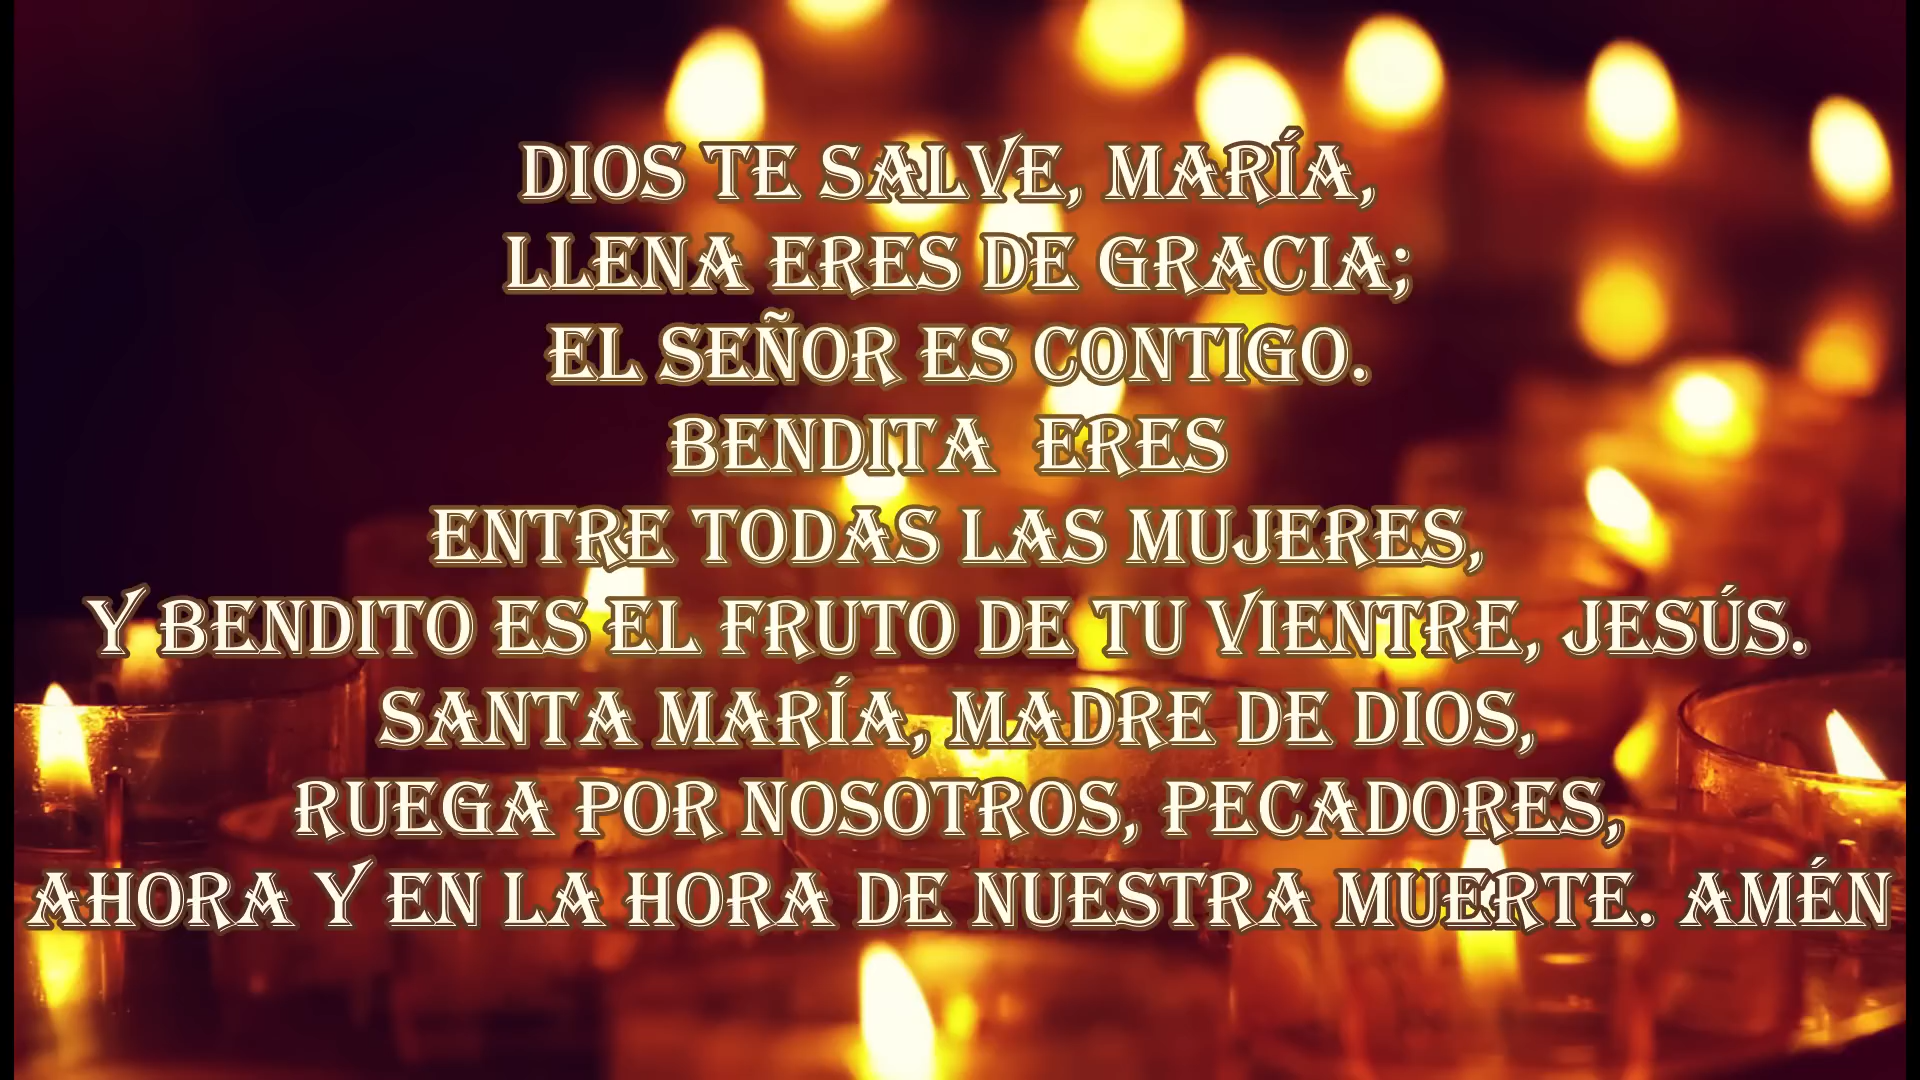 DIOS TE SALVE, MARÍA,
LLENA ERES DE GRACIA;
EL SEÑOR ES CONTIGO.
BENDITA  ERES
ENTRE TODAS LAS MUJERES,
Y BENDITO ES EL FRUTO DE TU VIENTRE, JESÚS.
SANTA MARÍA, MADRE DE DIOS,
RUEGA POR NOSOTROS, PECADORES,
AHORA Y EN LA HORA DE NUESTRA MUERTE. AMÉN